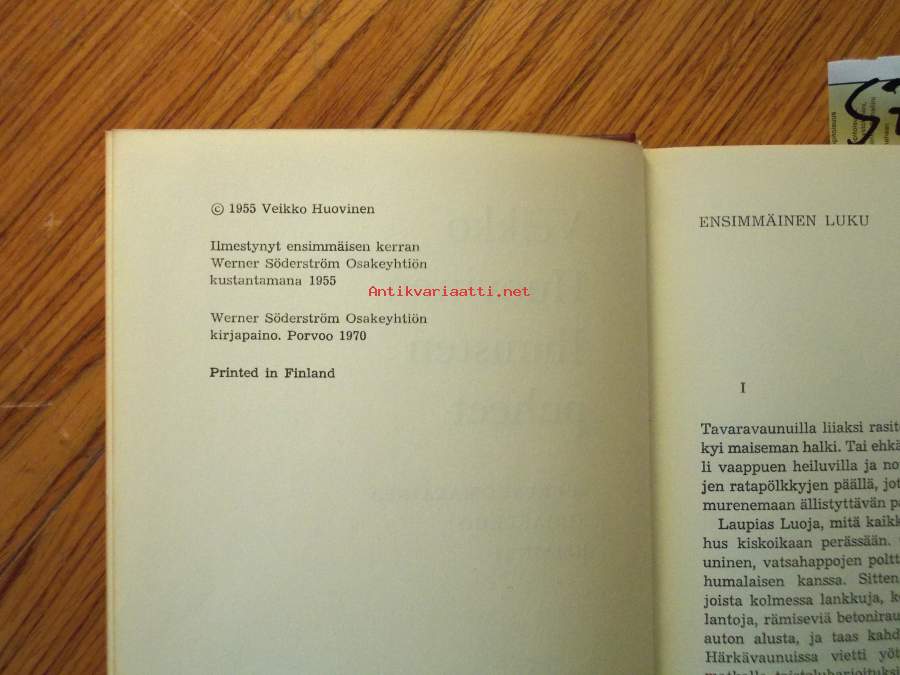 © 1955 Veikko Huovinen
Ilmestynyt ensimmäisen kerran
Werner Söderström Osakeyhtiön
kustantamana 1955
Werner Söderström Osakeyhtiön
kirjapaino. Porvoo 1970
Printed in Finland
Antikvariaatti.net
ENSIMMÄINEN LUKU
I
Tavaravaunuilla liiaksi rasit
kyi maiseman halki. Tai ehkä
li vaappuen heiluvilla ja no
jen ratapölkkyjen päällä, jot
murenemaan ällistyttävän pa
Laupias Luoja, mitä kaikk
hus kiskoikaan perässään.
uninen, vatsahappojen poltt
humalaisen kanssa. Sitten
joista kolmessa lankkuja, k
lantoja, rämiseviä betonirau
auton alusta, ja taas kahd
Härkävaunuissa vietti yöt